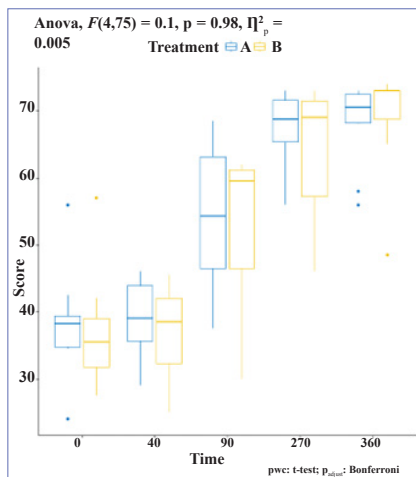 Anova, F(4,75) = 0.1, p = 0.98, η²p =
0.005
Treatment A B
Score
70
60
50
40
30
0 40 90 270 360
Time
pwc: t-test; p adjust: Bonferroni